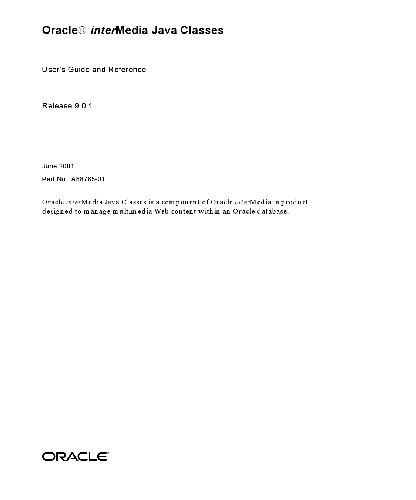 Oracle® interMedia Java Classes
User's Guide and Reference
Release 9.0.1
June 2001
Part No. A88785-01
Oracle interMedia Java Classes is a component of Oracle interMedia, a product
designed to manage multimedia Web content within an Oracle database.
ORACLE®